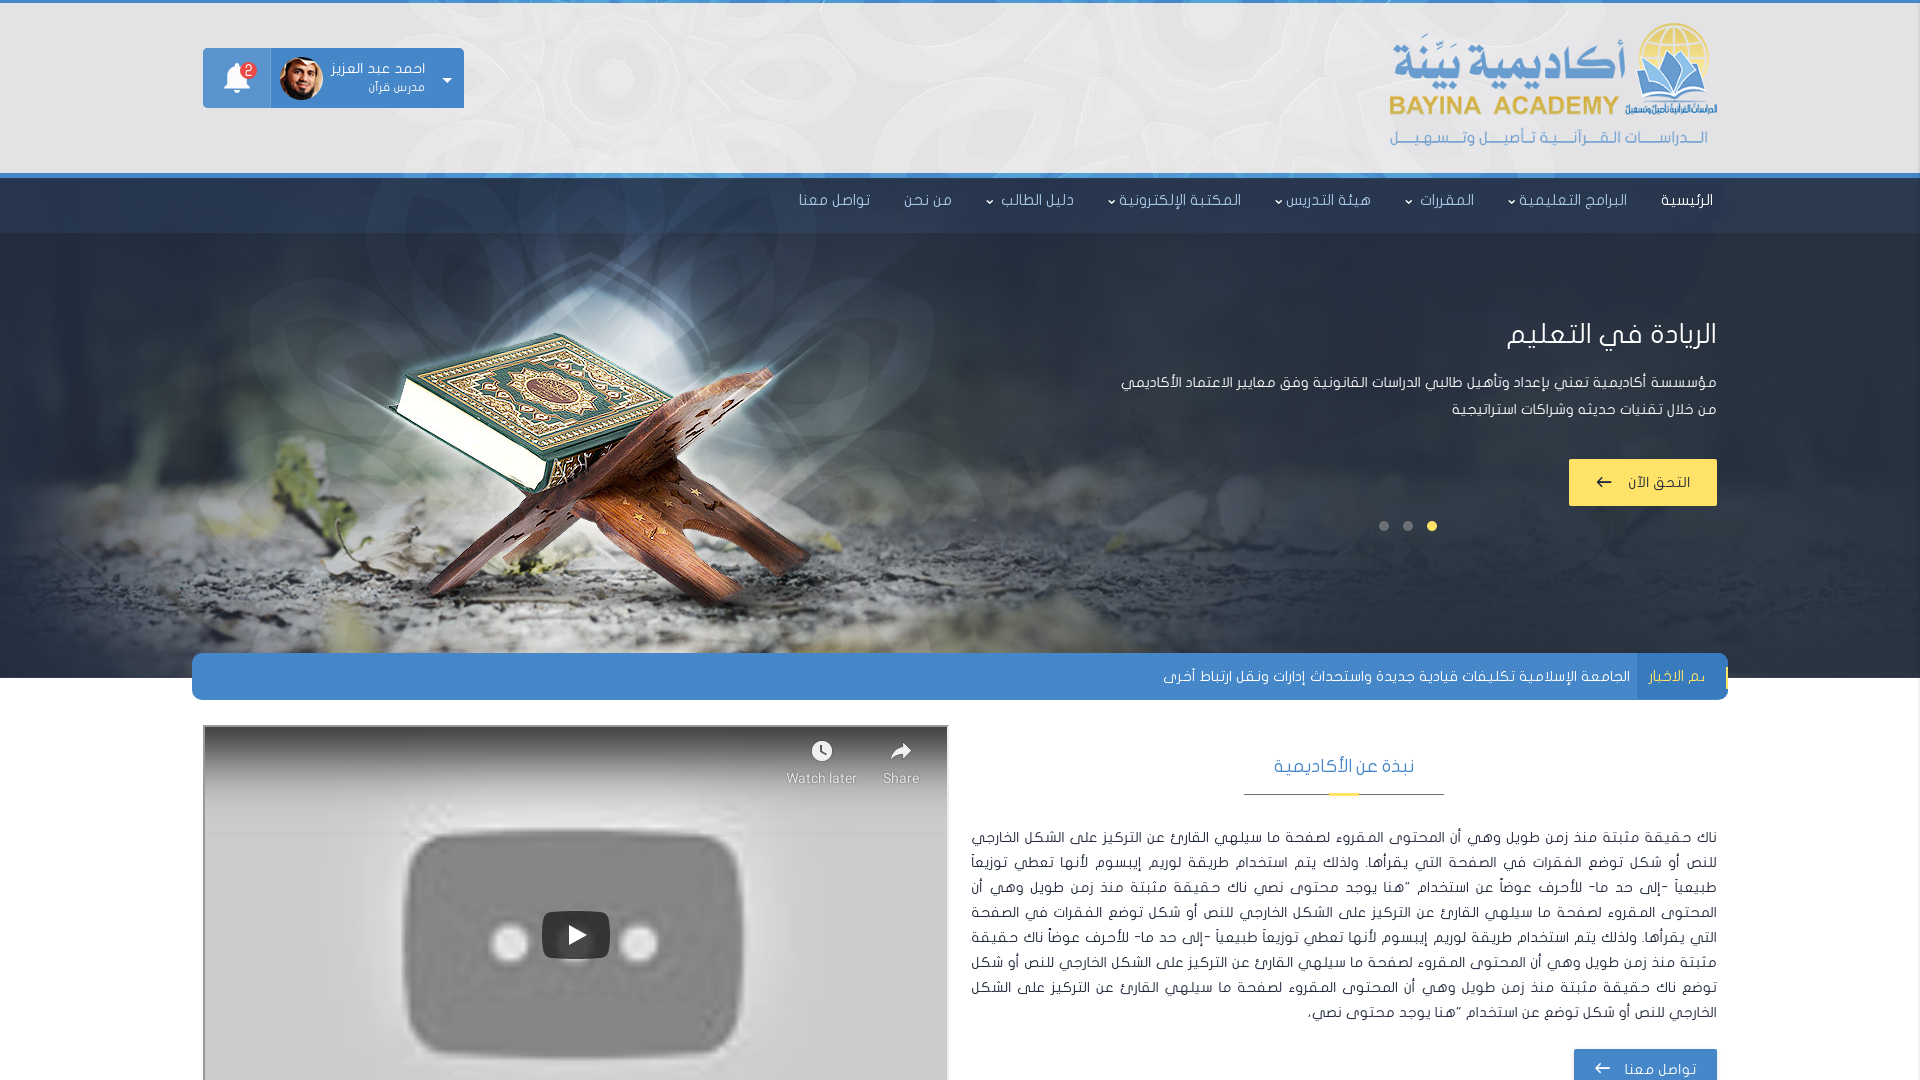 أكاديمية بَيِّنَة
BAYINA ACADEMY
الدراسات القرآنية تأصيل وتسهيل
الـــدراســـات الـقـــرآنـــيــة تــأصيـــل وتـــســهـيـــل
احمد عبد العزيز
مدرس قرآن
2
الرئيسية
البرامج التعليمية
المقررات
هيئة التدريس
المكتبة الإلكترونية
دليل الطالب
من نحن
تواصل معنا
الريادة في التعليم
مؤسسسة أكاديمية تعني بإعداد وتأهيل طالبي الدراسات القانونية وفق معايير الاعتماد الأكاديمي
من خلال تقنيات حديثه وشراكات استراتيجية
التحق الآن
الاخبار
الجامعة الإسلامية تكليفات قيادية جديدة واستحداث إدارات ونقل ارتباط أخرى
نبذة عن الأكاديمية
ناك حقيقة مثبتة منذ زمن طويل وهي أن المحتوى المقروء لصفحة ما سيلهي القارئ عن التركيز على الشكل الخارجي
للنص أو شكل توضع الفقرات في الصفحة التي يقرأها. ولذلك يتم استخدام طريقة لوريم إيبسوم لأنها تعطي توزيعاَ
طبيعياَ -إلى حد ما- للأحرف عوضاً عن استخدام "هنا يوجد محتوى نصي ناك حقيقة مثبتة منذ زمن طويل وهي أن
المحتوى المقروء لصفحة ما سيلهي القارئ عن التركيز على الشكل الخارجي للنص أو شكل توضع الفقرات في الصفحة
التي يقرأها. ولذلك يتم استخدام طريقة لوريم إيبسوم لأنها تعطي توزيعاَ طبيعياَ -إلى حد ما- للأحرف عوضاً ناك حقيقة
مثبتة منذ زمن طويل وهي أن المحتوى المقروء لصفحة ما سيلهي القارئ عن التركيز على الشكل الخارجي للنص أو شكل
توضع ناك حقيقة مثبتة منذ زمن طويل وهي أن المحتوى المقروء لصفحة ما سيلهي القارئ عن التركيز على الشكل
الخارجي للنص أو شكل توضع عن استخدام "هنا يوجد محتوى نصي،
تواصل معنا
Watch later
Share